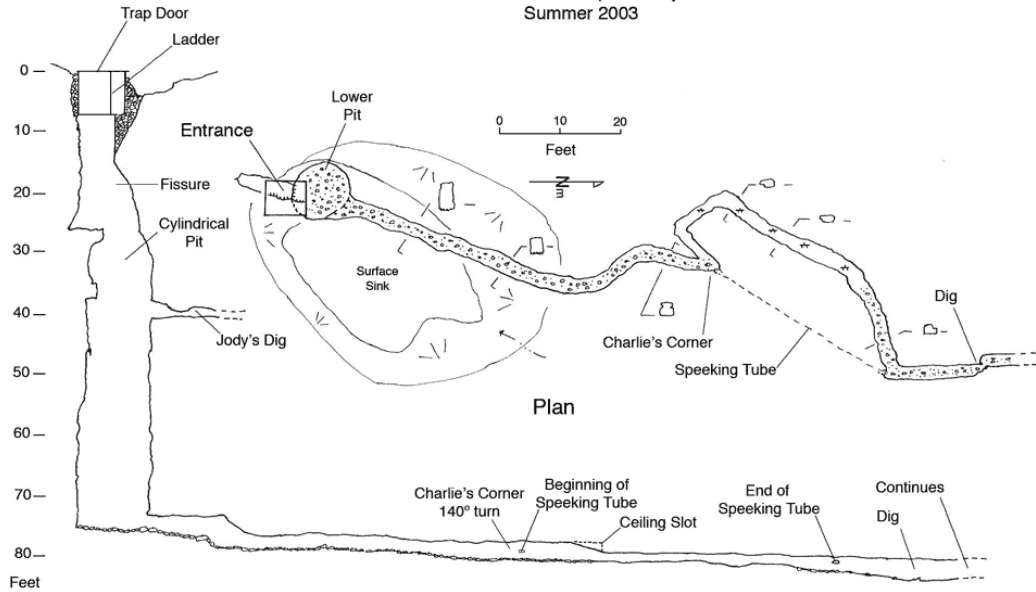 Summer 2003
Trap Door
Ladder
0
10
20
30
40
50
60
70
80
Feet
Entrance
Lower
Pit
0 10 20
Feet
N
m
Fissure
Cylindrical
Pit
Surface
Sink
Jody's Dig
Charlie's Corner
Speeking Tube
Dig
Plan
Charlie's Corner
140° turn
Beginning of
Speeking Tube
Ceiling Slot
End of
Speeking Tube
Continues
Dig